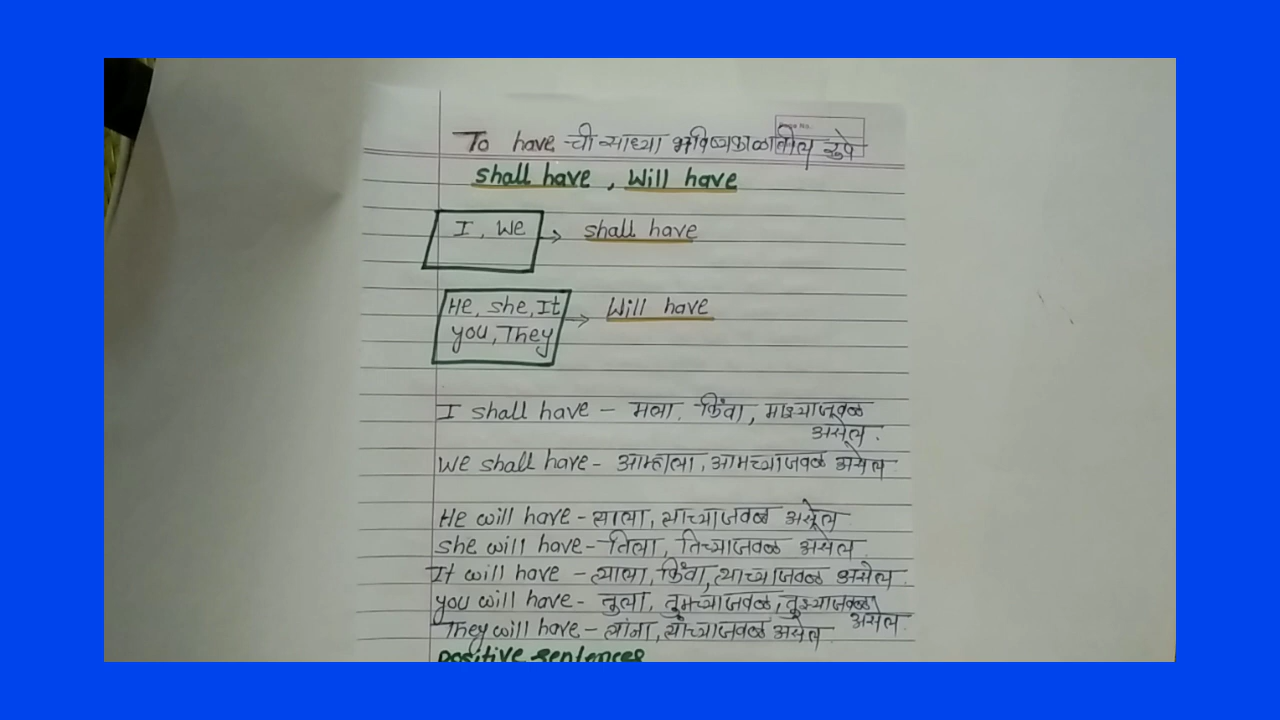 Page No.
To have ची साध्या भविष्यकाळातील रुपे
shall have , Will have
I, We → shall have
He, she, It
you, They → Will have
I shall have – मला. किंवा, माझ्याजवळ
असेल.
We shall have - आम्हाला, आमच्याजवळ असेल
He will have - त्याला, त्याच्याजवळ असेल
she will have - तिला, तिच्याजवळ असेल.
It will have – त्याला, किंवा, त्याच्याजवळ असेल.
you will have - तुला, तुमच्याजवळ, तुझ्याजवळ
असेल.
They will have – त्यांना, त्यांच्याजवळ असेल.
positive sentences